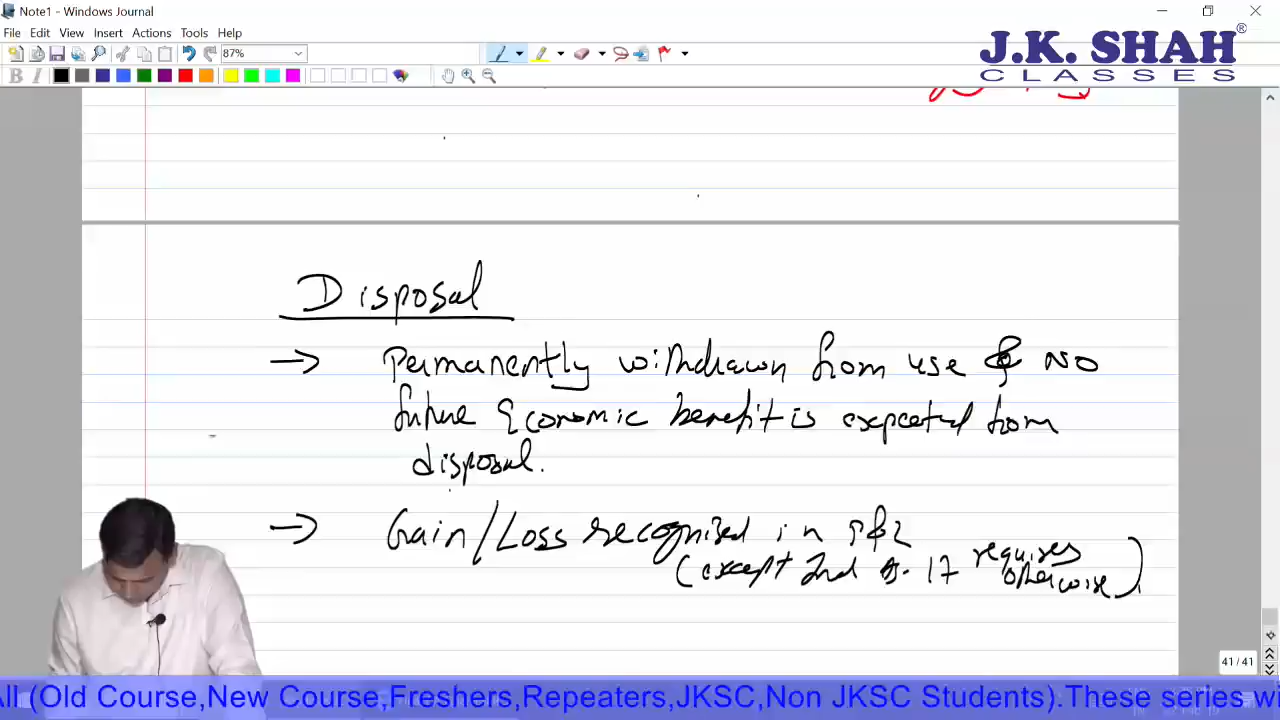 Note1 - Windows Journal
File Edit View Insert Actions Tools Help
87%
J.K. SHAH®
CLASSES
Disposal
→ Permanently withdrawn from use & NO
future Economic benefit is expected from
disposal.
→ Gain/Loss recognised in P&L
(except Ind As. 17 requires
otherwise).
41/41
All (Old Course,New Course,Freshers,Repeaters,JKSC,Non JKSC Students).These series w